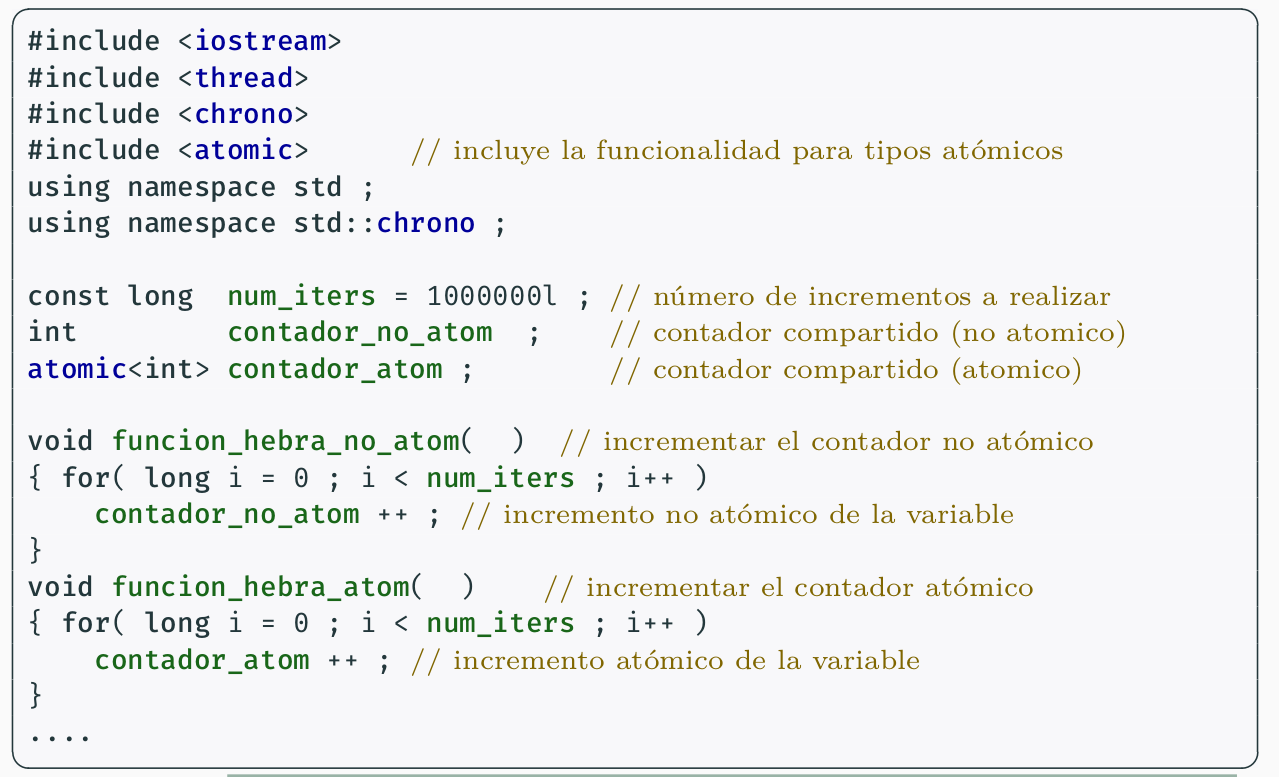 #include <iostream>
#include <thread>
#include <chrono>
#include <atomic>      // incluye la funcionalidad para tipos atómicos
using namespace std ;
using namespace std::chrono ;

const long  num_iters = 1000000l ; // número de incrementos a realizar
int         contador_no_atom  ;    // contador compartido (no atomico)
atomic<int> contador_atom ;        // contador compartido (atomico)

void funcion_hebra_no_atom(  )  // incrementar el contador no atómico
{ for( long i = 0 ; i < num_iters ; i++ )
    contador_no_atom ++ ; // incremento no atómico de la variable
}
void funcion_hebra_atom(  )    // incrementar el contador atómico
{ for( long i = 0 ; i < num_iters ; i++ )
    contador_atom ++ ; // incremento atómico de la variable
}
....